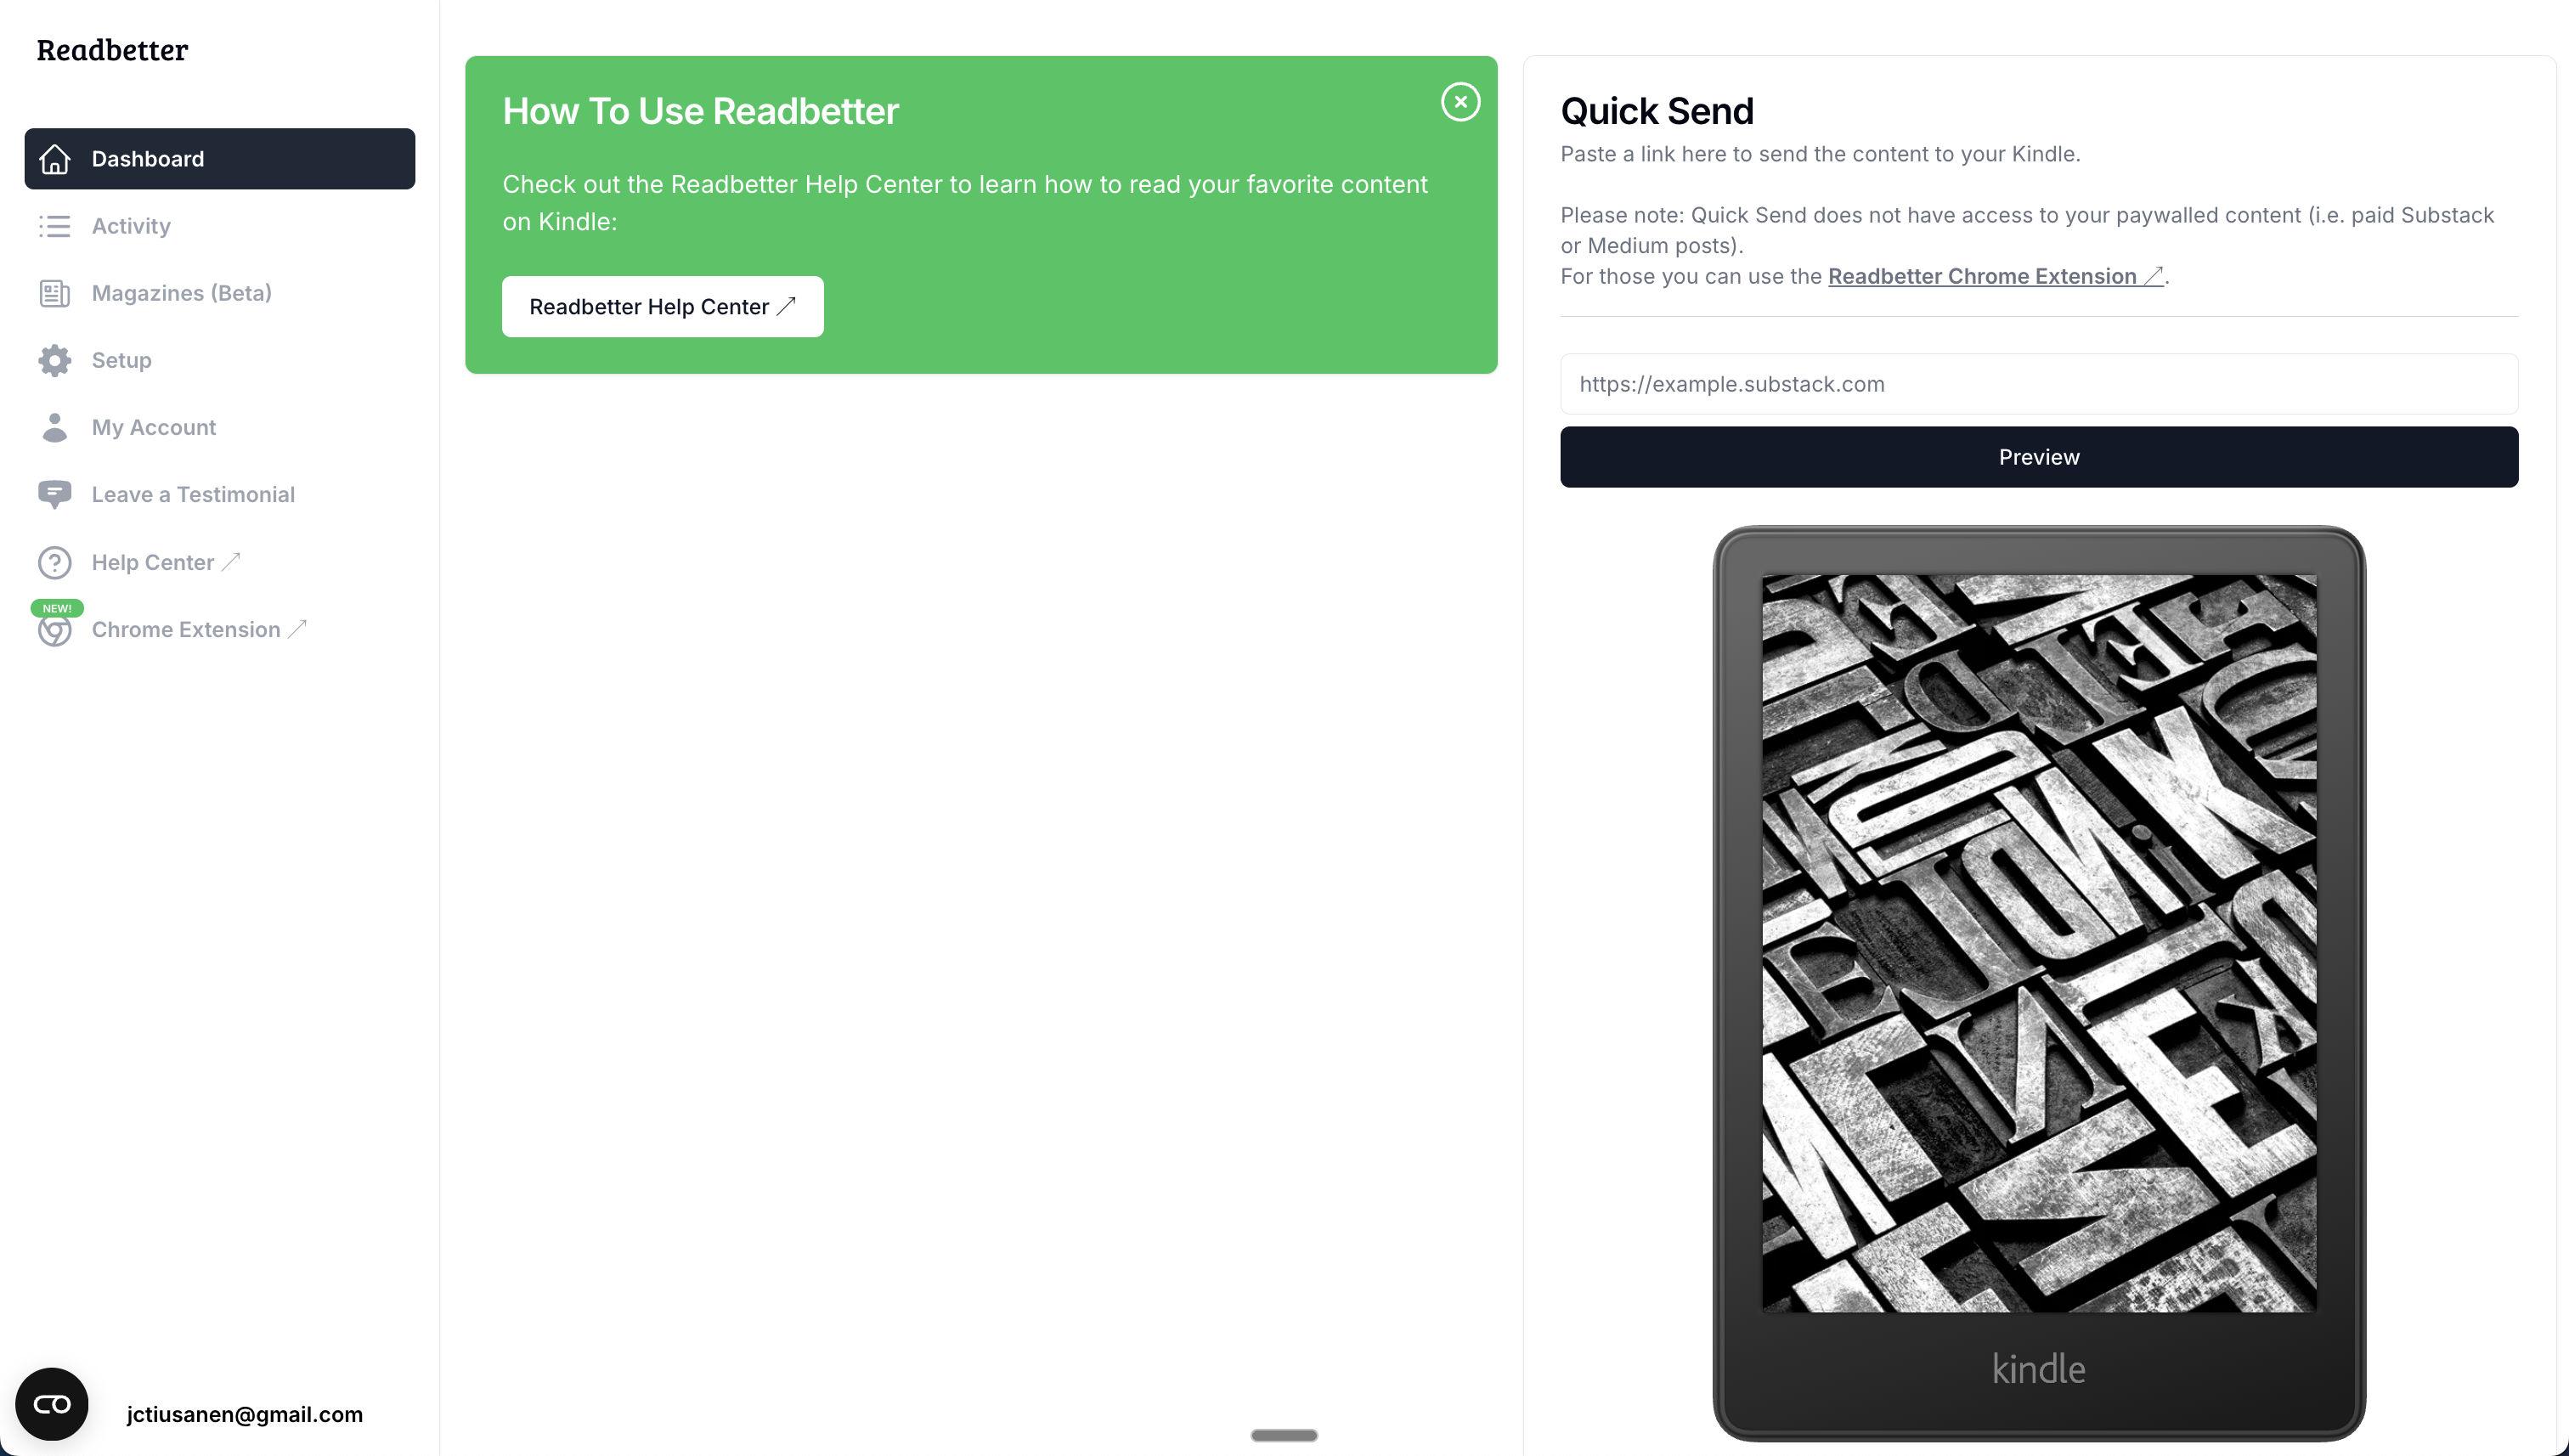 Readbetter
Dashboard
Activity
Magazines (Beta)
Setup
My Account
Leave a Testimonial
Help Center
NEW!
Chrome Extension
jctiusanen@gmail.com
How To Use Readbetter
Check out the Readbetter Help Center to learn how to read your favorite content
on Kindle:
Readbetter Help Center
Quick Send
Paste a link here to send the content to your Kindle.
Please note: Quick Send does not have access to your paywalled content (i.e. paid Substack
or Medium posts).
For those you can use the Readbetter Chrome Extension.
https://example.substack.com
Preview
kindle